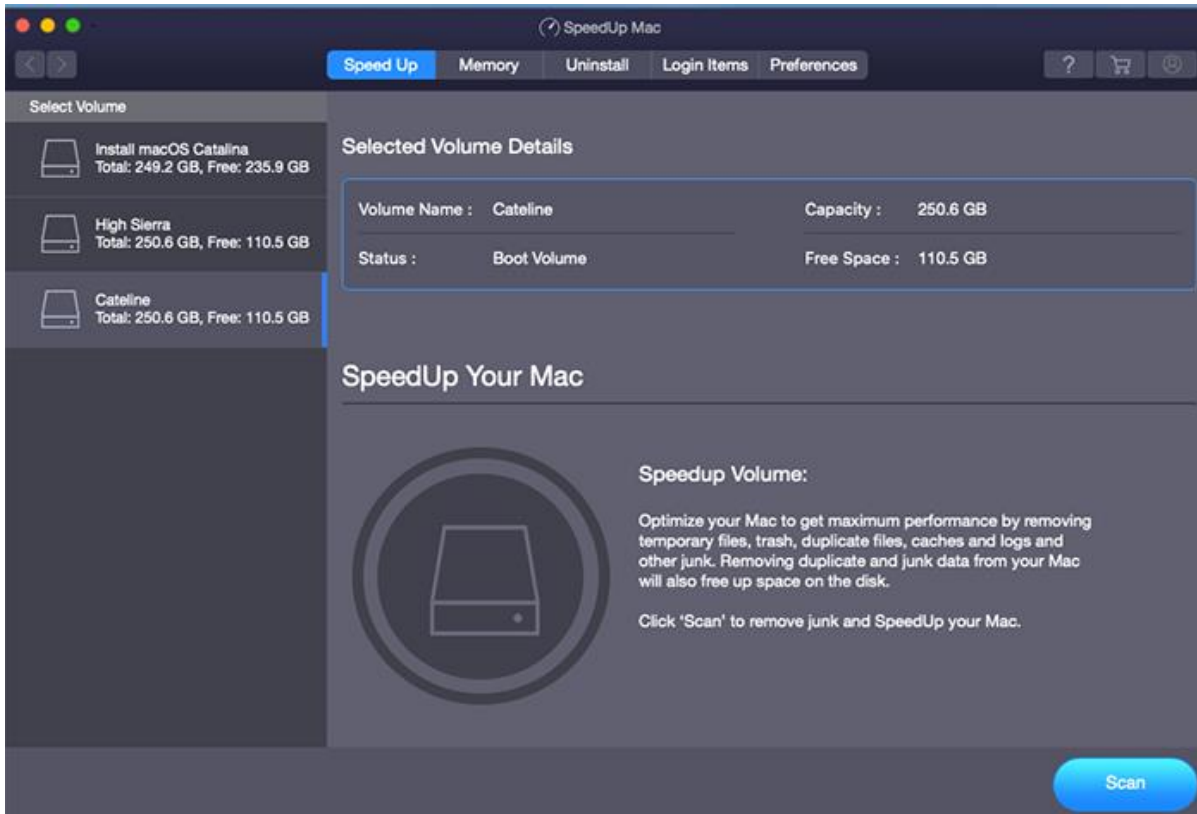 SpeedUp Mac
Speed Up
Memory
Uninstall
Login Items
Preferences
?
Select Volume
Install macOS Catalina
Total: 249.2 GB, Free: 235.9 GB
High Sierra
Total: 250.6 GB, Free: 110.5 GB
Cateline
Total: 250.6 GB, Free: 110.5 GB
Selected Volume Details
Volume Name : Cateline
Capacity : 250.6 GB
Status : Boot Volume
Free Space : 110.5 GB
SpeedUp Your Mac
Speedup Volume:
Optimize your Mac to get maximum performance by removing
temporary files, trash, duplicate files, caches and logs and
other junk. Removing duplicate and junk data from your Mac
will also free up space on the disk.
Click 'Scan' to remove junk and SpeedUp your Mac.
Scan